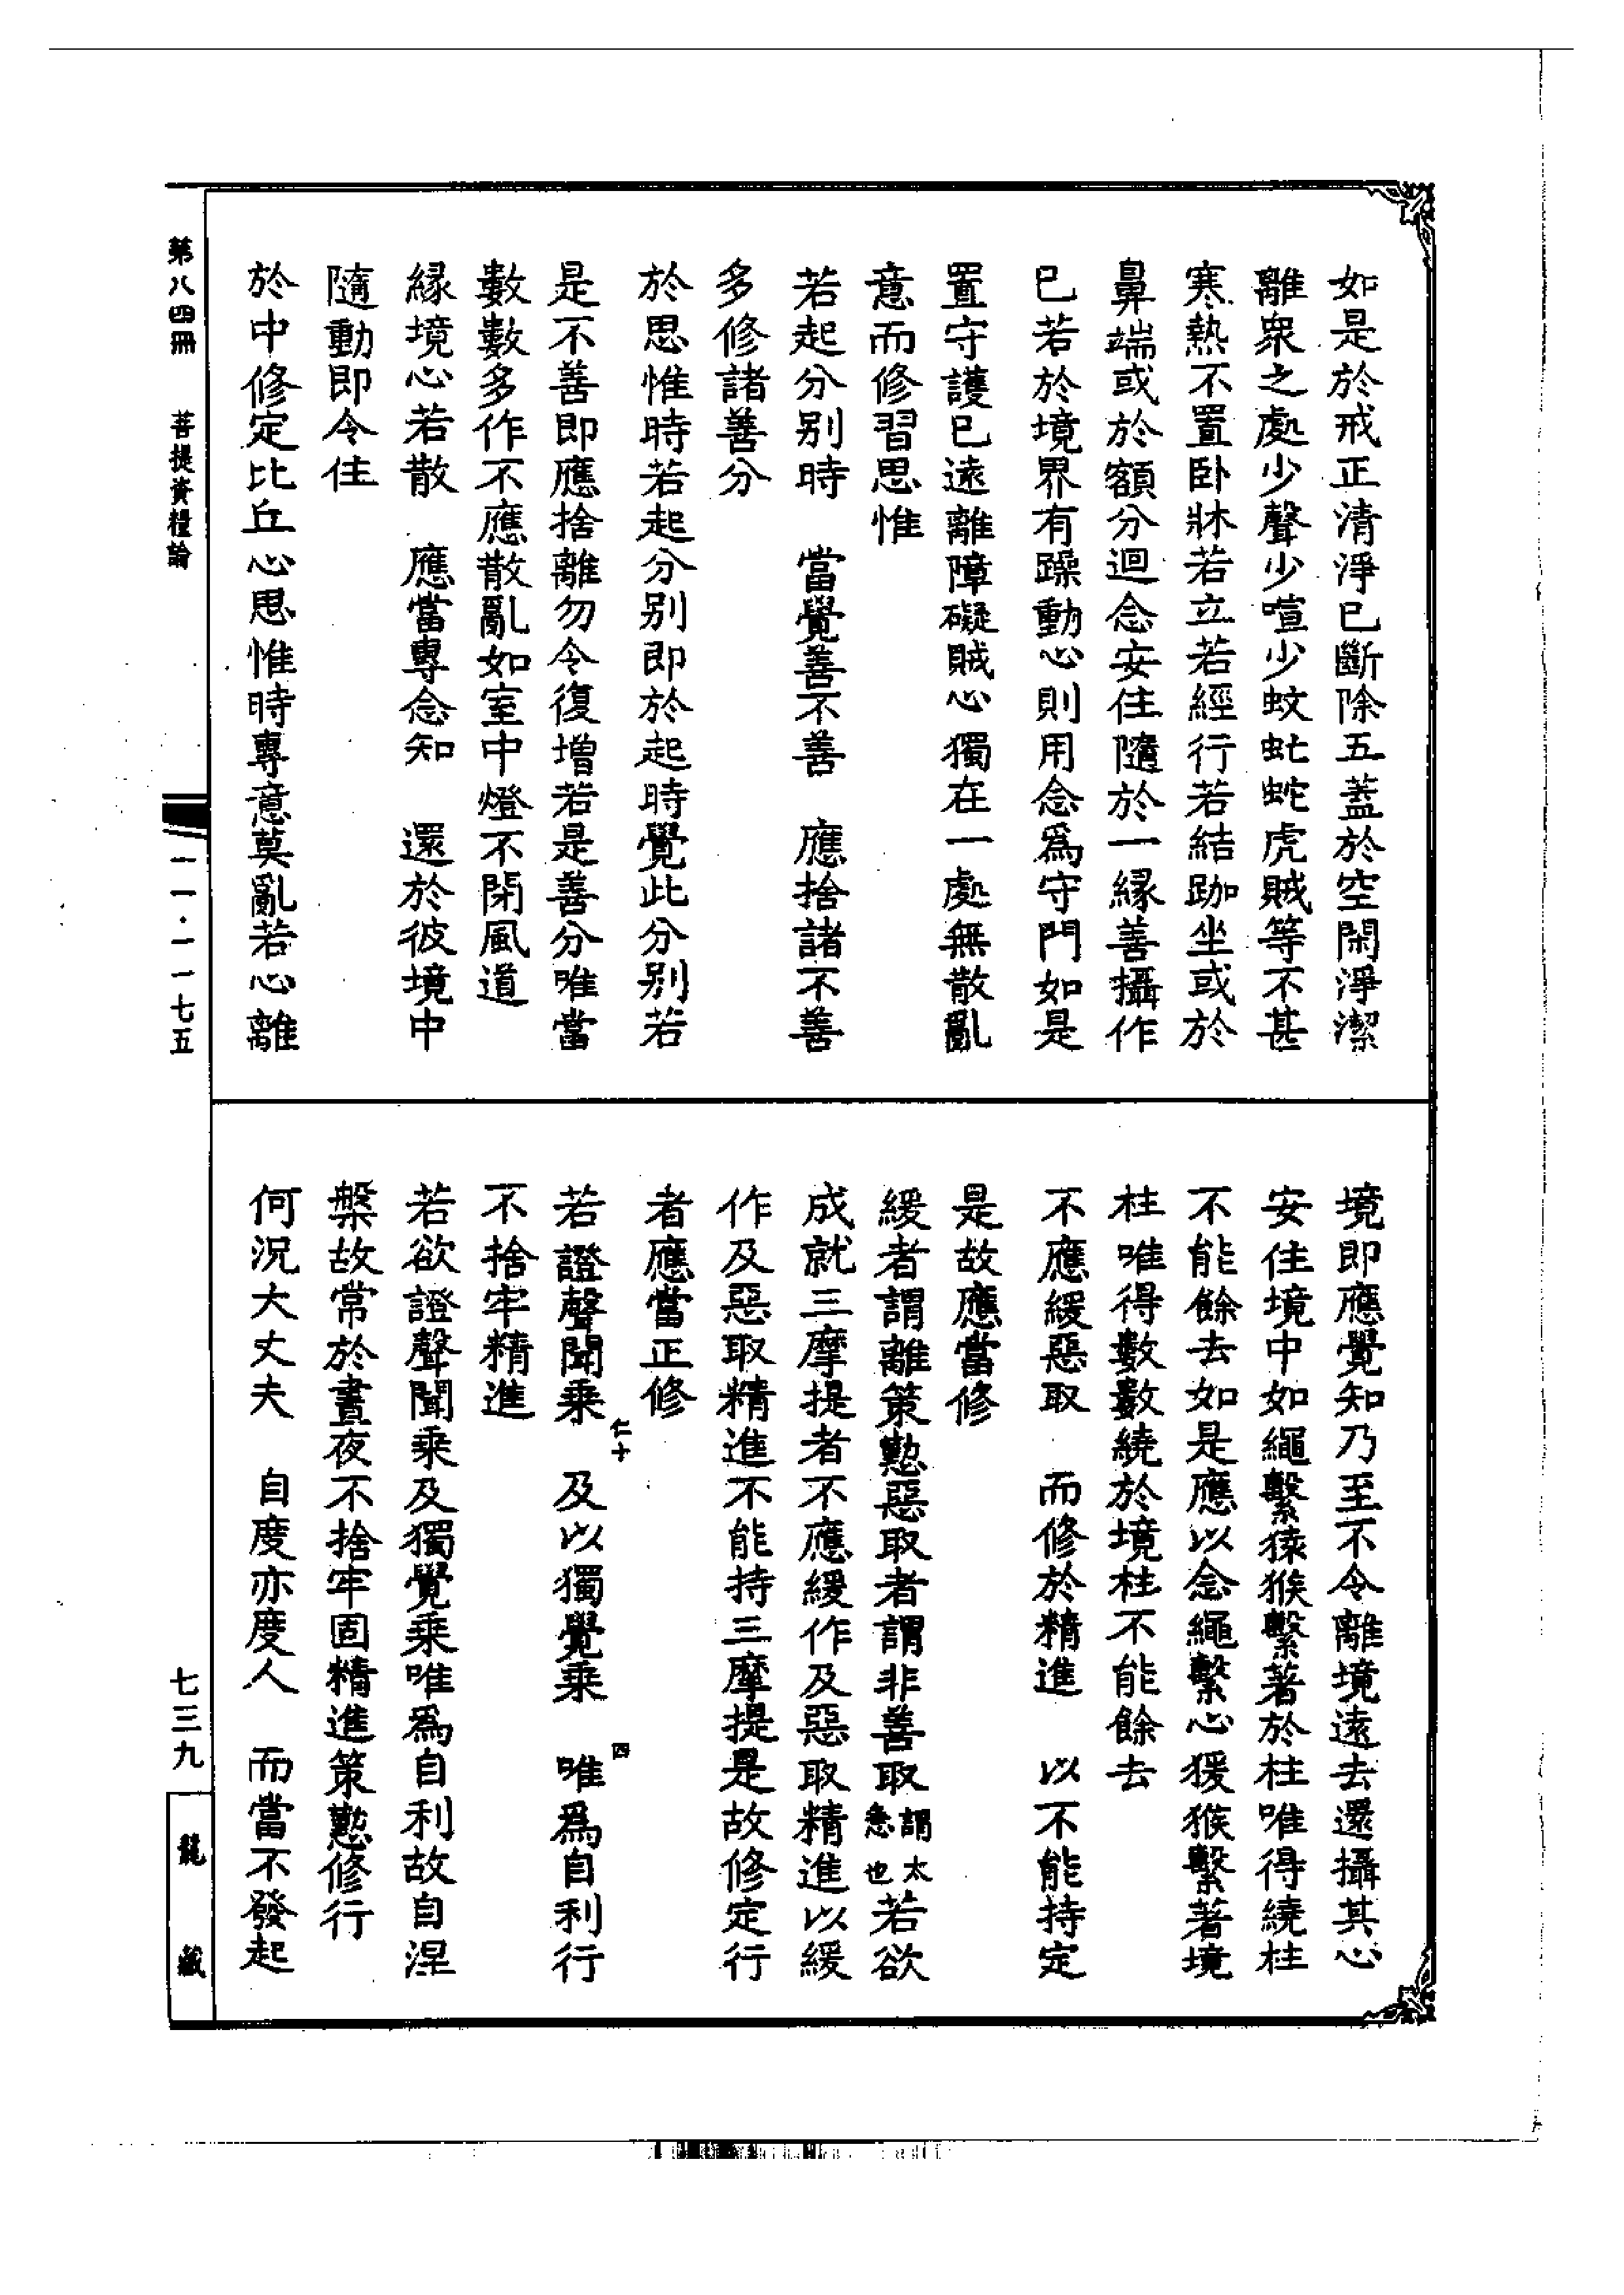 如是於戒正清淨已斷除五蓋於空閑淨潔
離衆之處少聲少喧少蚊虻蛇虎賊等不甚
寒熱不置卧牀若立若經行若結跏坐或於
鼻端或於額分迴念安住隨於一緣善攝作
已若於境界有躁動心則用念爲守門如是
置守護已遠離障礙賊心獨在一處無散亂
意而修習思惟
若起分别時　當覺善不善　應捨諸不善
多修諸善分
於思惟時若起分别即於起時覺此分别若
是不善即應捨離勿令復增若是善分唯當
數數多作不應散亂如室中燈不閉風道
緣境心若散　應當專念知　還於彼境中
隨動即令住
於中修定比丘心思惟時專意莫亂若心離
境即應覺知乃至不令離境遠去還攝其心
安住境中如繩繫猿猴繫著於柱唯得繞柱
不能餘去如是應以念繩繫心猨猴繫著境
柱唯得數數繞於境柱不能餘去
不應緩惡取　而修於精進　以不能持定
是故應當修
緩者謂離策懃惡取者謂非善取謂太急也若欲
成就三摩提者不應緩作及惡取精進以緩
作及惡取精進不能持三摩提是故修定行
者應當正修
若證聲聞乘　及以獨覺乘　唯爲自利行
仁十　四
不捨牢精進
若欲證聲聞乘及獨覺乘唯爲自利故自涅
槃故常於晝夜不捨牢固精進策懃修行
何況大丈夫　自度亦度人　而當不發起
第八四冊　菩提資糧論
一一·一一七五
七三九
龍藏